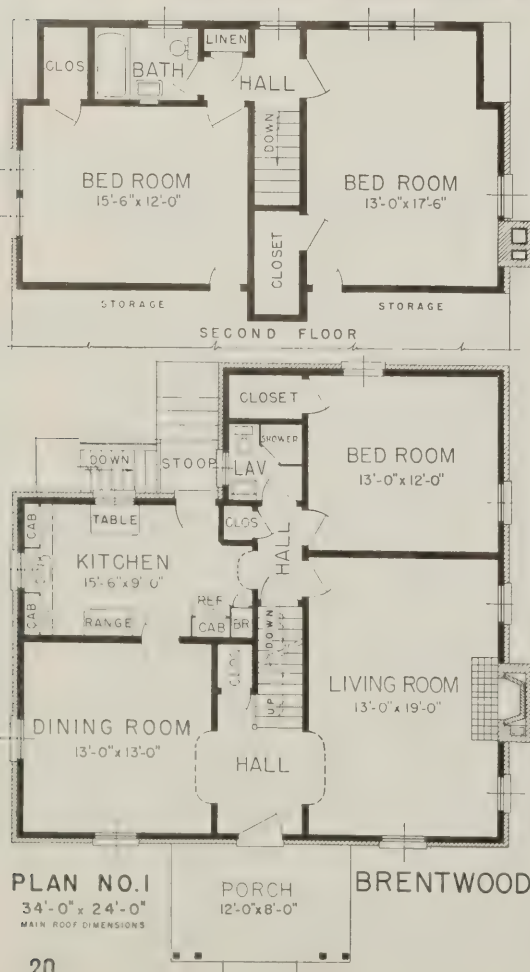 LINEN
CLOS
BATH
HALL
DOWN
BED ROOM
15'-6" x 12'-0"
BED ROOM
13'-0" x 17'-6"
CLOSET
STORAGE
STORAGE
SECOND FLOOR
CLOSET
SHOWER
DOWN
STOOP
LAV
BED ROOM
13'-0" x 12'-0"
TABLE
CAB
CLOS
HALL
KITCHEN
15'-6" x 9'-0"
REF
CAB
RANGE
CAB
BR
DOWN
UP
CLOS
LIVING ROOM
13'-0" x 19'-0"
DINING ROOM
13'-0" x 13'-0"
HALL
PLAN NO.1
34'-0" x 24'-0"
MAIN ROOF DIMENSIONS
PORCH
12'-0" x 8'-0"
BRENTWOOD
20